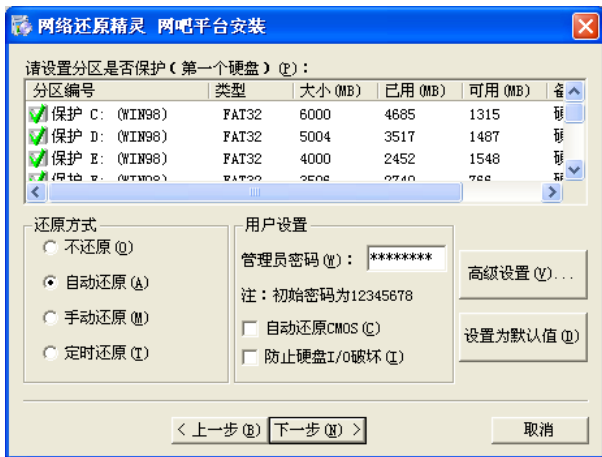 网络还原精灵 网吧平台安装
请设置分区是否保护(第一个硬盘)(P):
分区编号 类型 大小(MB) 已用(MB) 可用(MB)
保护 C: (WIN98) FAT32 6000 4685 1315
保护 D: (WIN98) FAT32 5004 3517 1487
保护 E: (WIN98) FAT32 4000 2452 1548
还原方式
不还原(O)
自动还原(A)
手动还原(M)
定时还原(T)
用户设置
管理员密码(W): ********
注:初始密码为12345678
自动还原CMOS(C)
防止硬盘I/O破坏(I)
高级设置(V)...
设置为默认值(D)
< 上一步(B) 下一步(N) > 取消